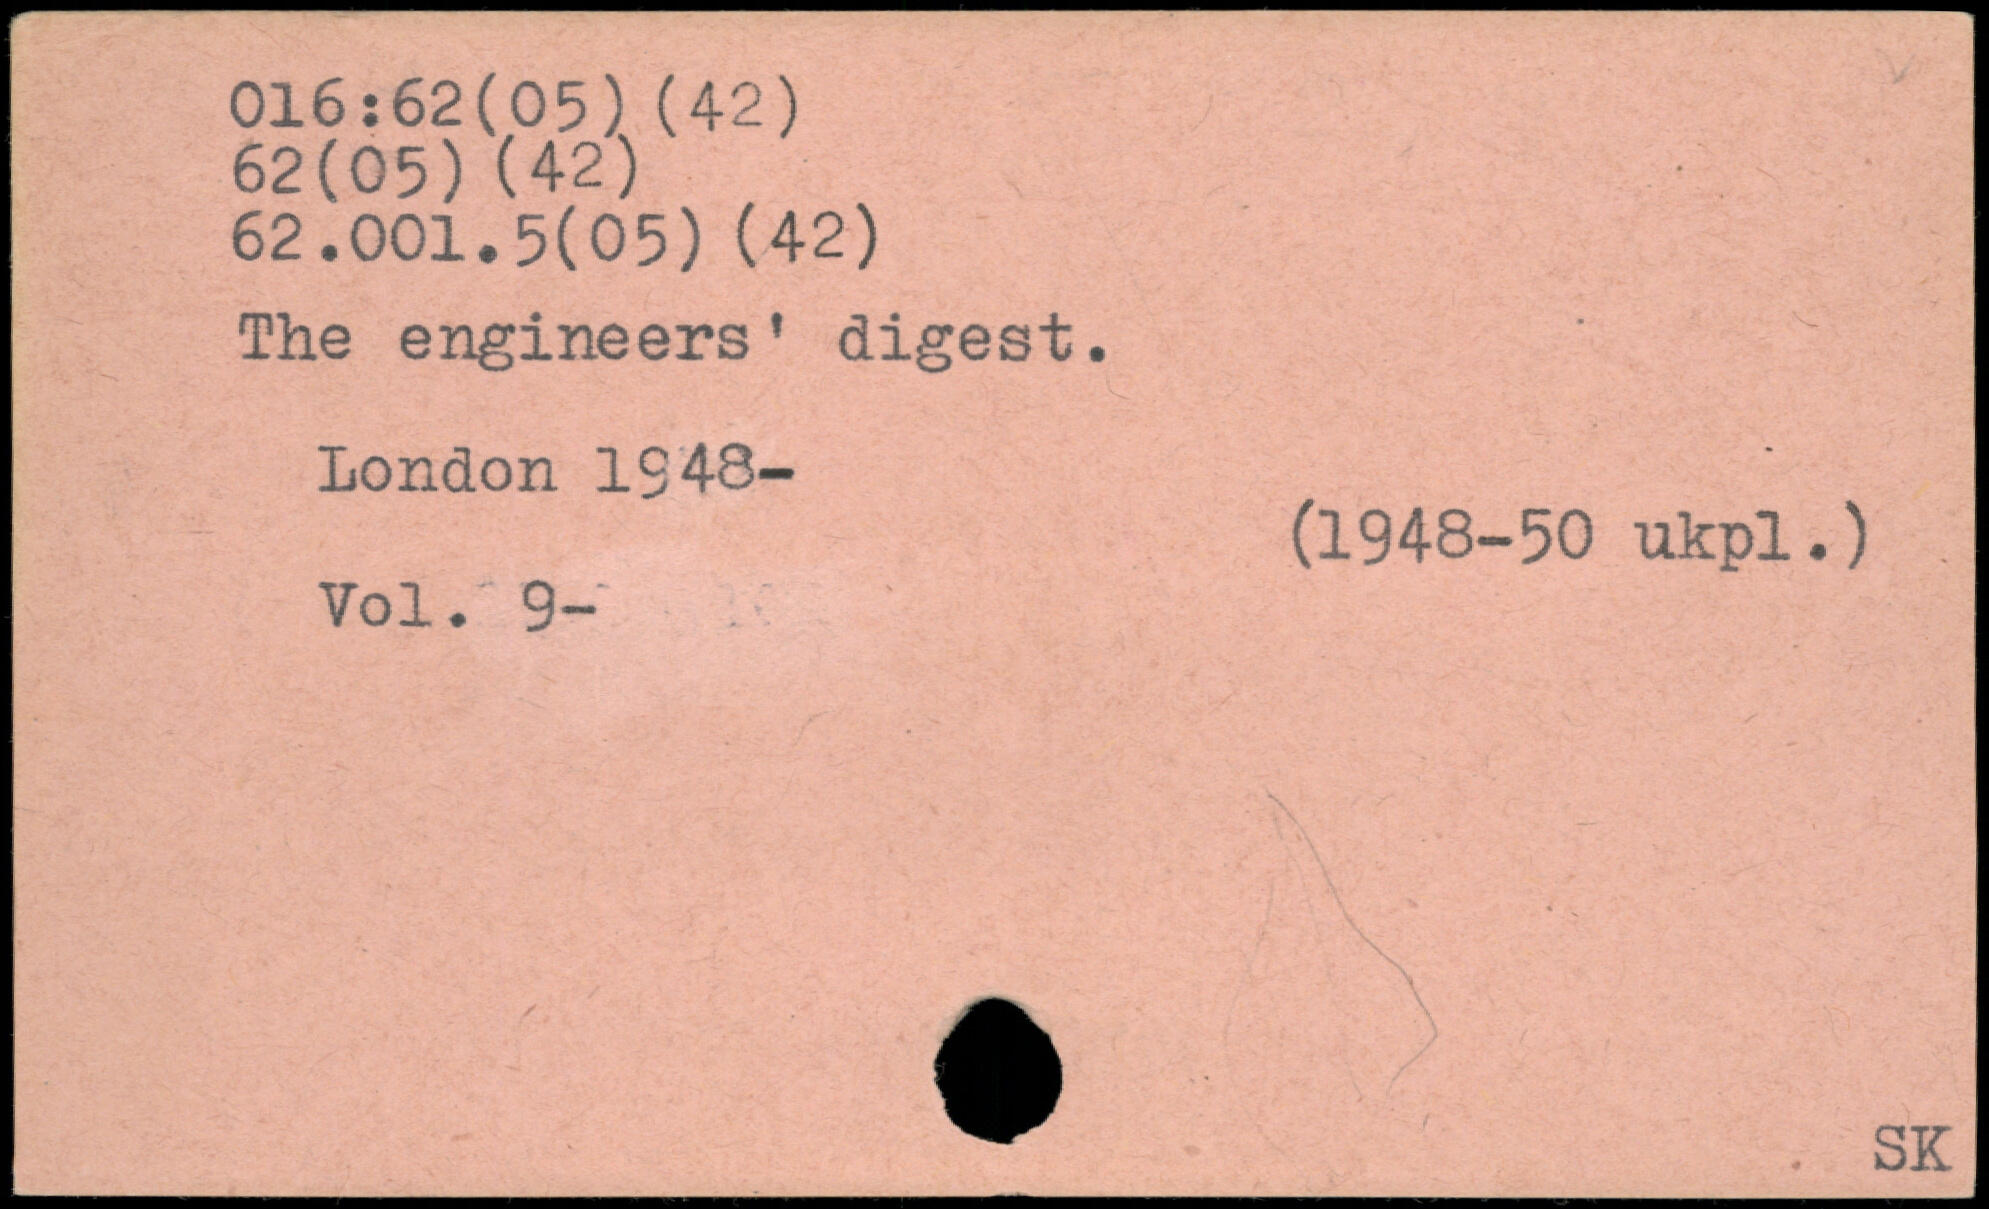 016:62(05)(42)
62(05)(42)
62.001.5(05)(42)
The engineers' digest.
London 1948-
(1948-50 ukpl.)
Vol. 9-
SK